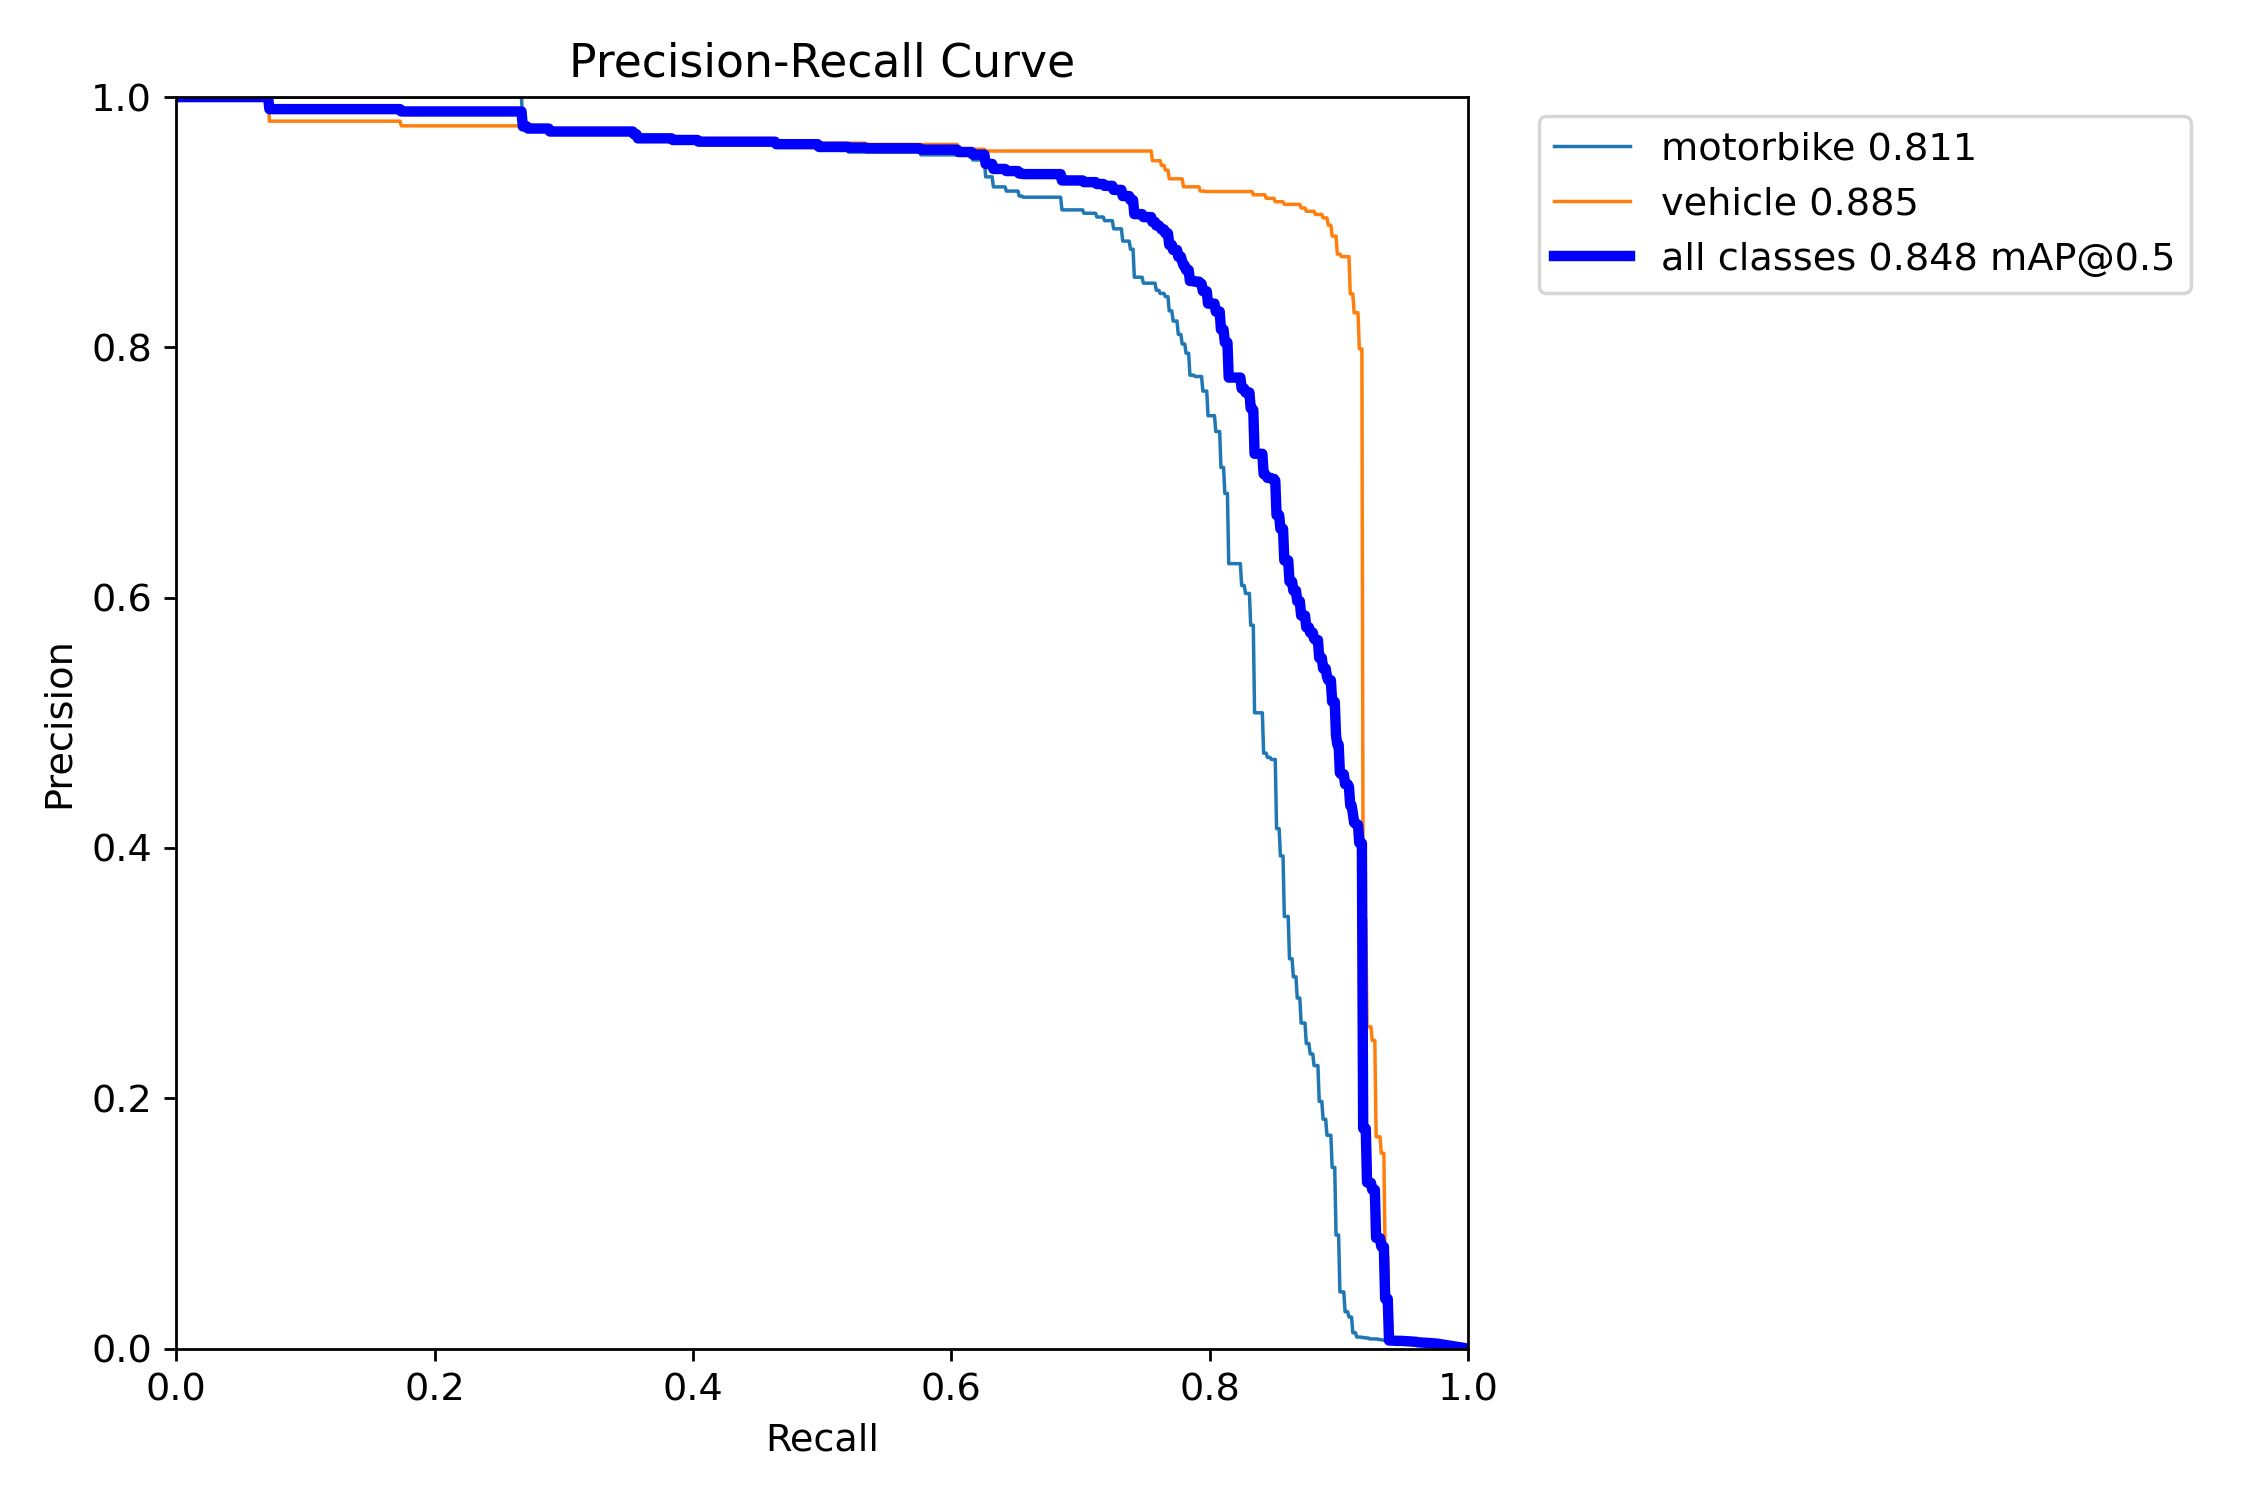 Precision-Recall Curve
1.0
0.8
0.6
0.4
0.2
0.0
Precision
0.0 0.2 0.4 0.6 0.8 1.0
Recall
motorbike 0.811
vehicle 0.885
all classes 0.848 mAP@0.5